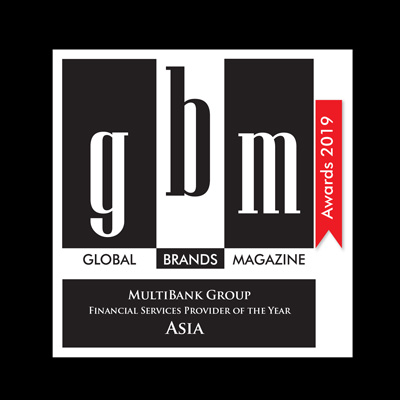 gbm
Awards 2019
GLOBAL BRANDS MAGAZINE
MULTIBANK GROUP
FINANCIAL SERVICES PROVIDER OF THE YEAR
ASIA